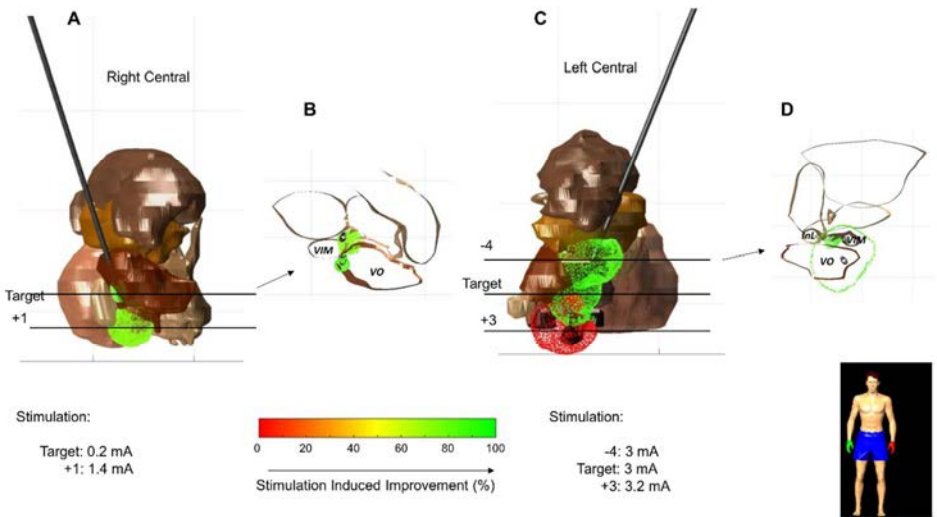 A
C
Right Central
Left Central
B
D
VIM
VO
InL
VIM
VO
-4
Target
+1
Target
+3
Stimulation:
Target: 0.2 mA
+1: 1.4 mA
0 20 40 60 80 100
Stimulation Induced Improvement (%)
Stimulation:
-4: 3 mA
Target: 3 mA
+3: 3.2 mA